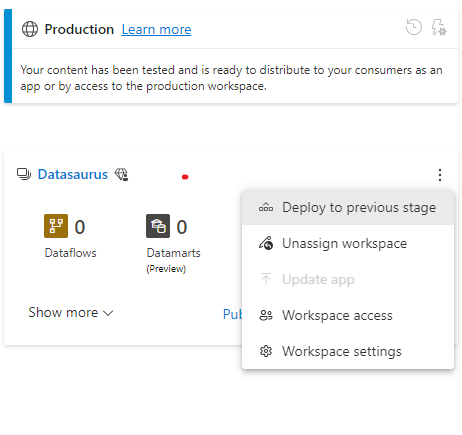 Production Learn more
Your content has been tested and is ready to distribute to your consumers as an
app or by access to the production workspace.
Datasaurus
0
Dataflows
0
Datamarts
(Preview)
Show more
Pub
Deploy to previous stage
Unassign workspace
Update app
Workspace access
Workspace settings